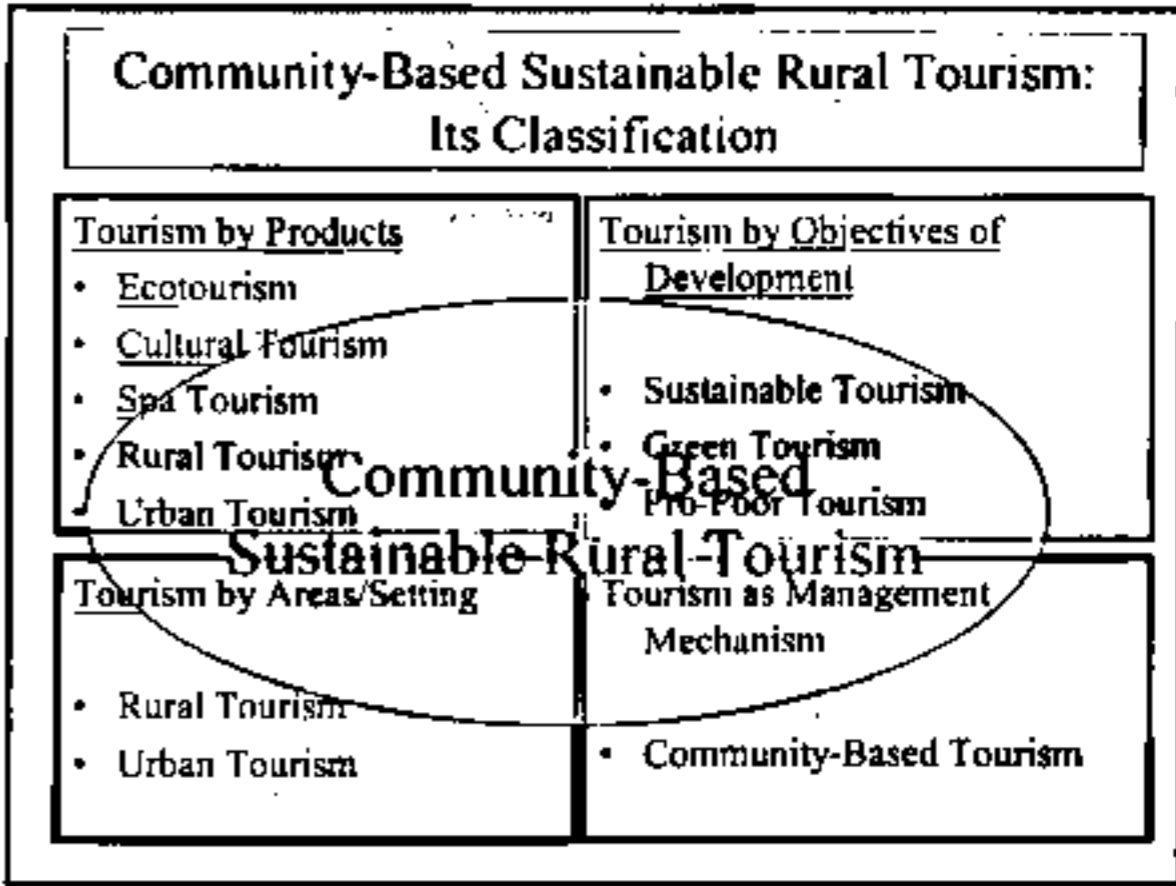 Community-Based Sustainable Rural Tourism:
Its Classification
Tourism by Products
• Ecotourism
• Cultural Tourism
• Spa Tourism
• Rural Tourism
• Urban Tourism
Tourism by Objectives of
Development
• Sustainable Tourism
• Green Tourism
• Pro-Poor Tourism
Community-Based
Sustainable Rural Tourism
Tourism by Areas/Setting
• Rural Tourism
• Urban Tourism
Tourism as Management
Mechanism
• Community-Based Tourism